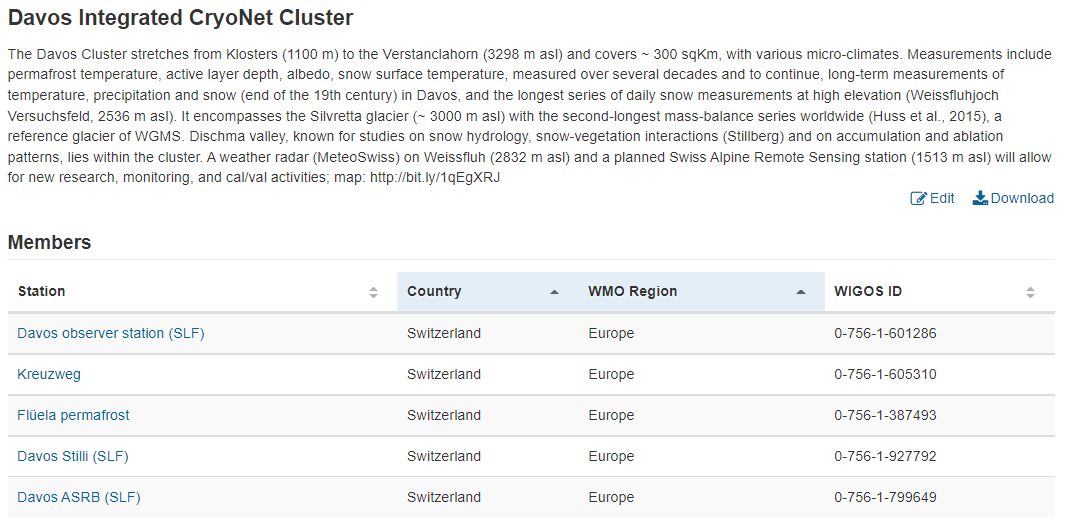 Davos Integrated CryoNet Cluster
The Davos Cluster stretches from Klosters (1100 m) to the Verstanclahorn (3298 m asl) and covers ~ 300 sqKm, with various micro-climates. Measurements include
permafrost temperature, active layer depth, albedo, snow surface temperature, measured over several decades and to continue, long-term measurements of
temperature, precipitation and snow (end of the 19th century) in Davos, and the longest series of daily snow measurements at high elevation (Weissfluhjoch
Versuchsfeld, 2536 m asl). It encompasses the Silvretta glacier (~ 3000 m asl) with the second-longest mass-balance series worldwide (Huss et al., 2015), a
reference glacier of WGMS. Dischma valley, known for studies on snow hydrology, snow-vegetation interactions (Stillberg) and on accumulation and ablation
patterns, lies within the cluster. A weather radar (MeteoSwiss) on Weissfluh (2832 m asl) and a planned Swiss Alpine Remote Sensing station (1513 m asl) will allow
for new research, monitoring, and cal/val activities; map: http://bit.ly/1qEgXRJ
Edit Download
Members
Station Country WMO Region WIGOS ID
Davos observer station (SLF) Switzerland Europe 0-756-1-601286
Kreuzweg Switzerland Europe 0-756-1-605310
Flüela permafrost Switzerland Europe 0-756-1-387493
Davos Stilli (SLF) Switzerland Europe 0-756-1-927792
Davos ASRB (SLF) Switzerland Europe 0-756-1-799649